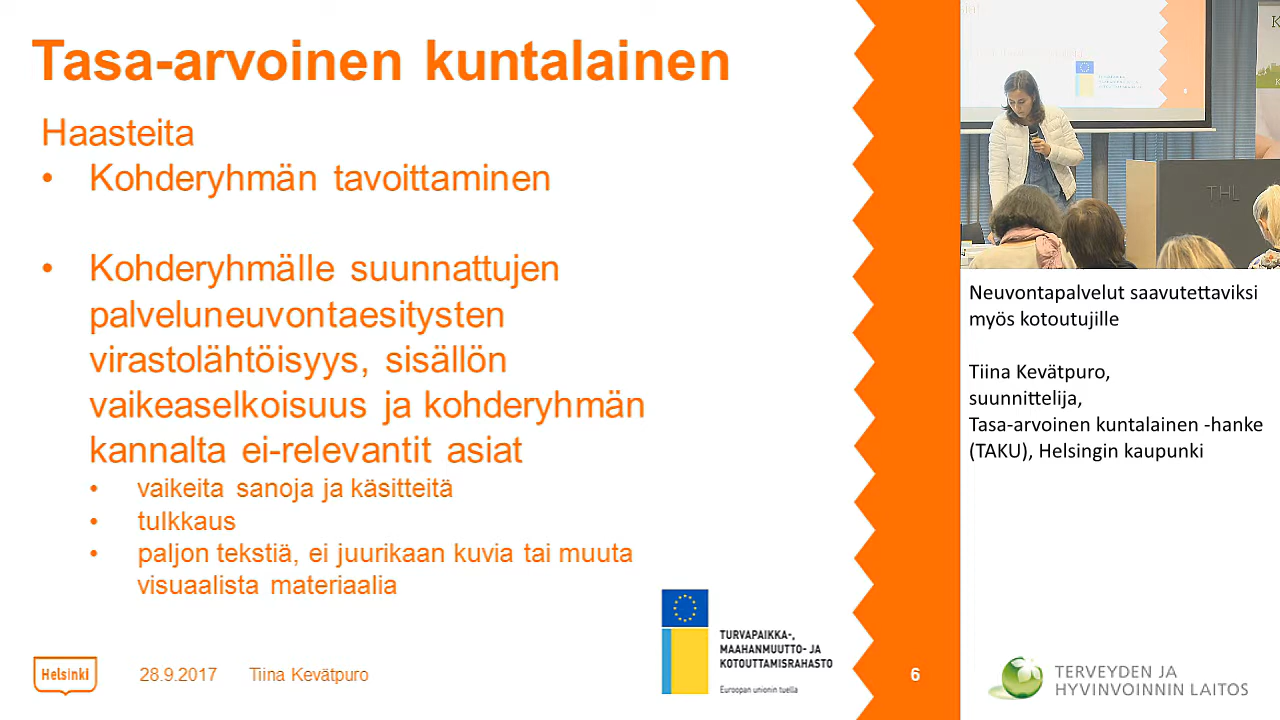 Tasa-arvoinen kuntalainen
Haasteita
• Kohderyhmän tavoittaminen
• Kohderyhmälle suunnattujen
palveluneuvontaesitysten
virastolähtöisyys, sisällön
vaikeaselkoisuus ja kohderyhmän
kannalta ei-relevantit asiat
• vaikeita sanoja ja käsitteitä
• tulkkaus
• paljon tekstiä, ei juurikaan kuvia tai muuta
visuaalista materiaalia
TURVAPAIKKA-,
MAAHANMUUTTO- JA
KOTOUTTAMISRAHASTO
Euroopan unionin tuella
Helsinki
28.9.2017 Tiina Kevätpuro
6
THL
Neuvontapalvelut saavutettaviksi
myös kotoutujille
Tiina Kevätpuro,
suunnittelija,
Tasa-arvoinen kuntalainen -hanke
(TAKU), Helsingin kaupunki
TERVEYDEN JA
HYVINVOINNIN LAITOS